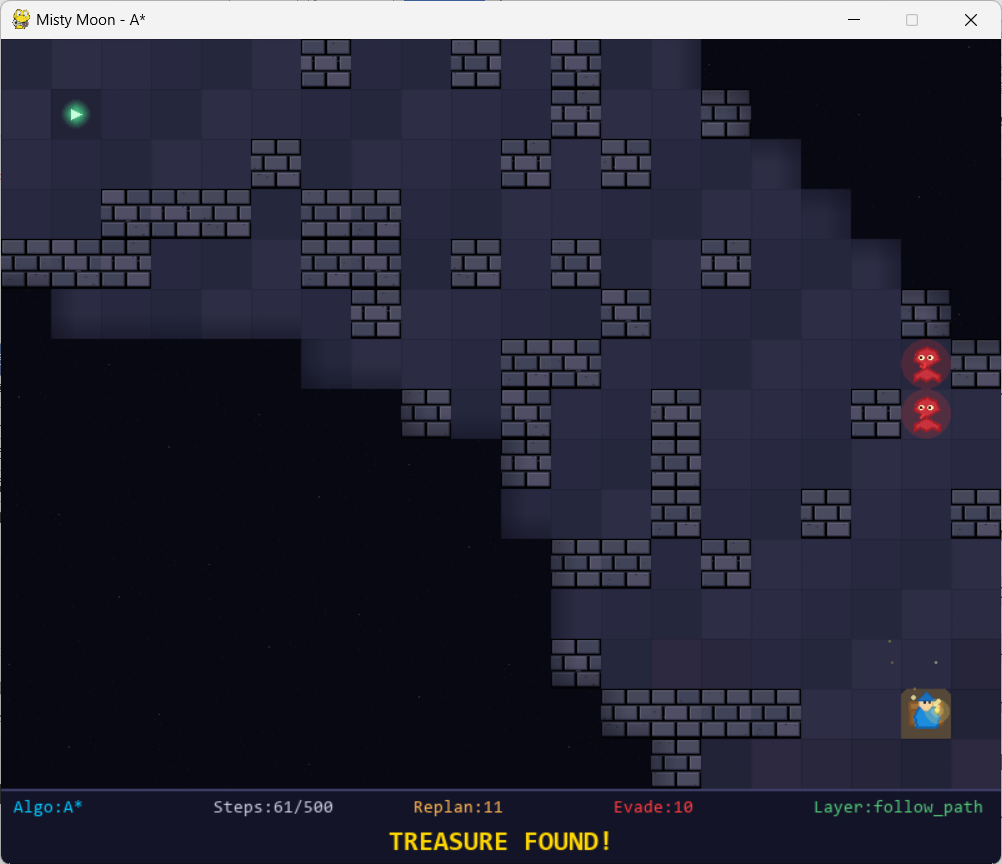 Misty Moon - A*
Algo:A* Steps:61/500 Replan:11 Evade:10 Layer:follow_path
TREASURE FOUND!